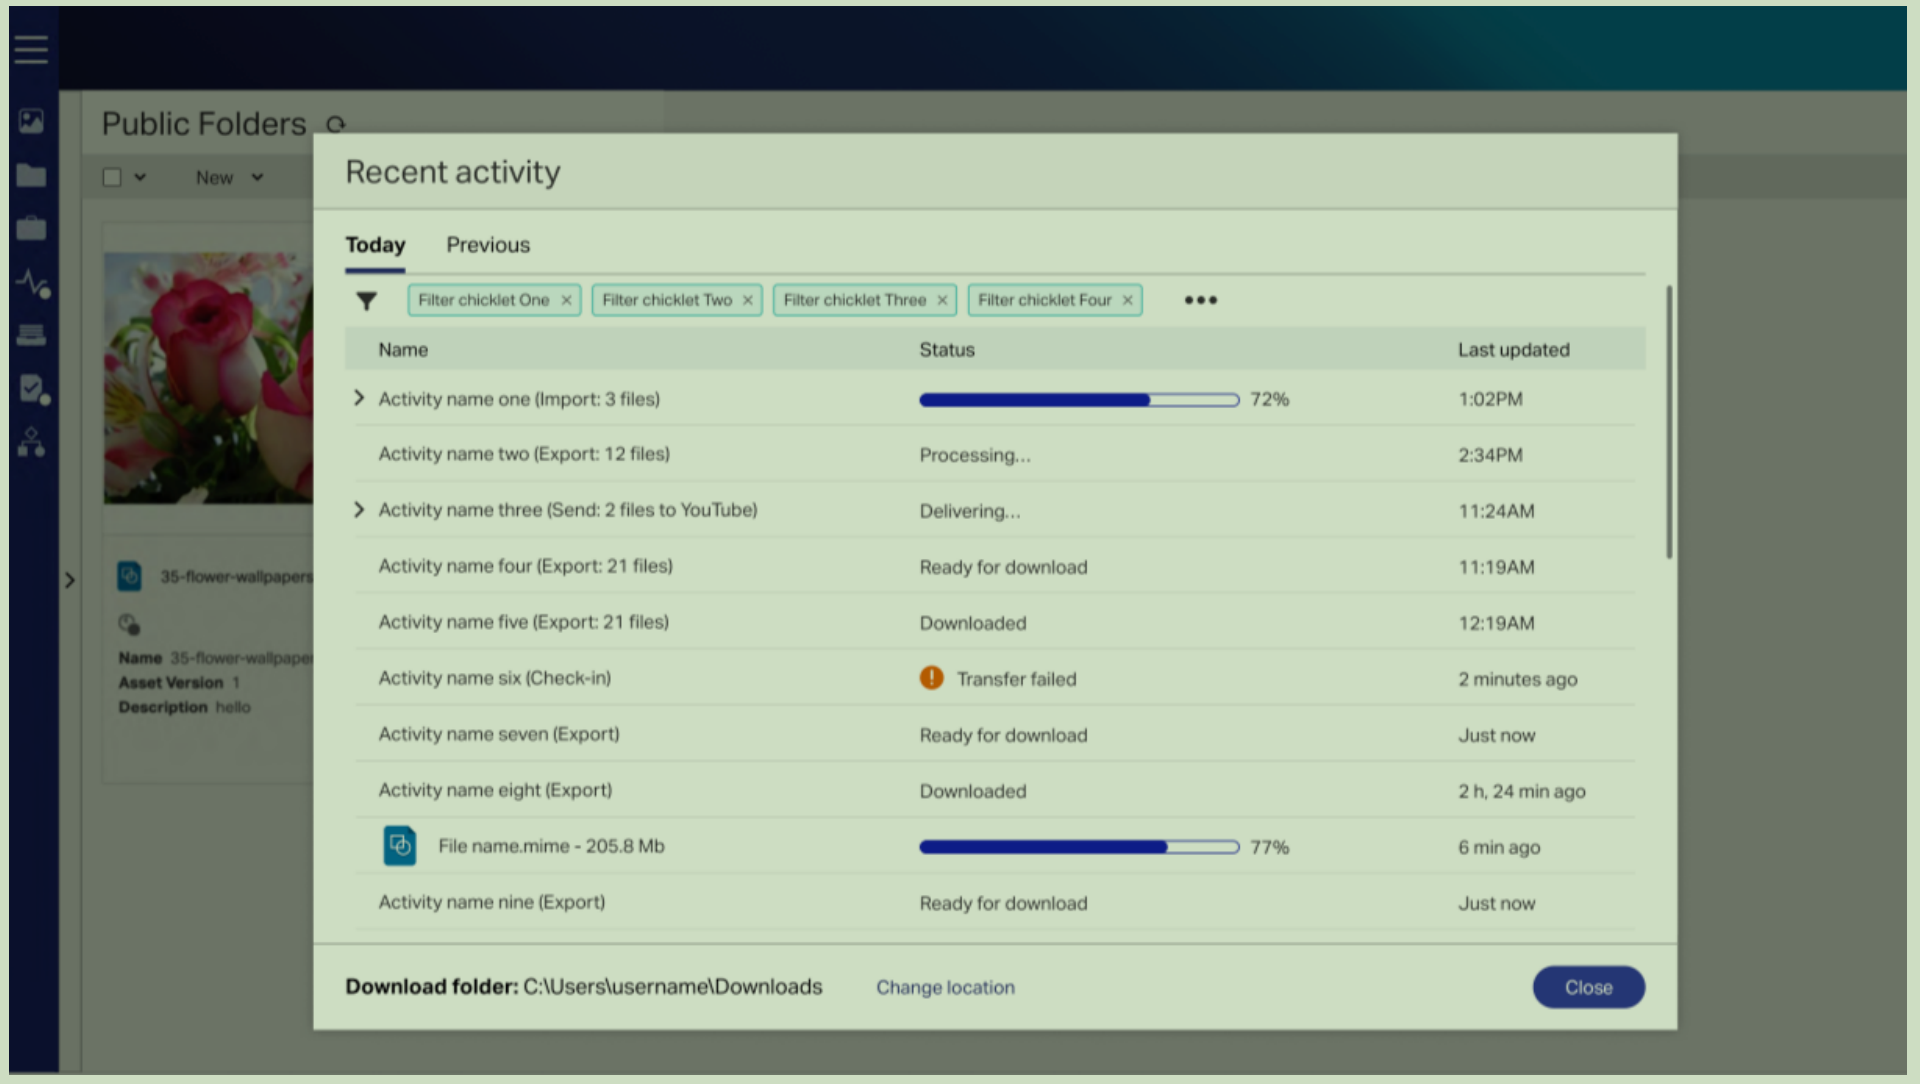 Public Folders
New
Recent activity
Today Previous
Filter chicklet One × Filter chicklet Two × Filter chicklet Three × Filter chicklet Four ×
Name Status Last updated
Activity name one (Import: 3 files) 72% 1:02PM
Activity name two (Export: 12 files) Processing... 2:34PM
Activity name three (Send: 2 files to YouTube) Delivering... 11:24AM
Activity name four (Export: 21 files) Ready for download 11:19AM
Activity name five (Export: 21 files) Downloaded 12:19AM
Activity name six (Check-in) Transfer failed 2 minutes ago
Activity name seven (Export) Ready for download Just now
Activity name eight (Export) Downloaded 2 h, 24 min ago
File name.mime - 205.8 Mb 77% 6 min ago
Activity name nine (Export) Ready for download Just now
Download folder: C:\Users\username\Downloads Change location Close
35-flower-wallpapers
Name 35-flower-wallpaper
Asset Version 1
Description hello